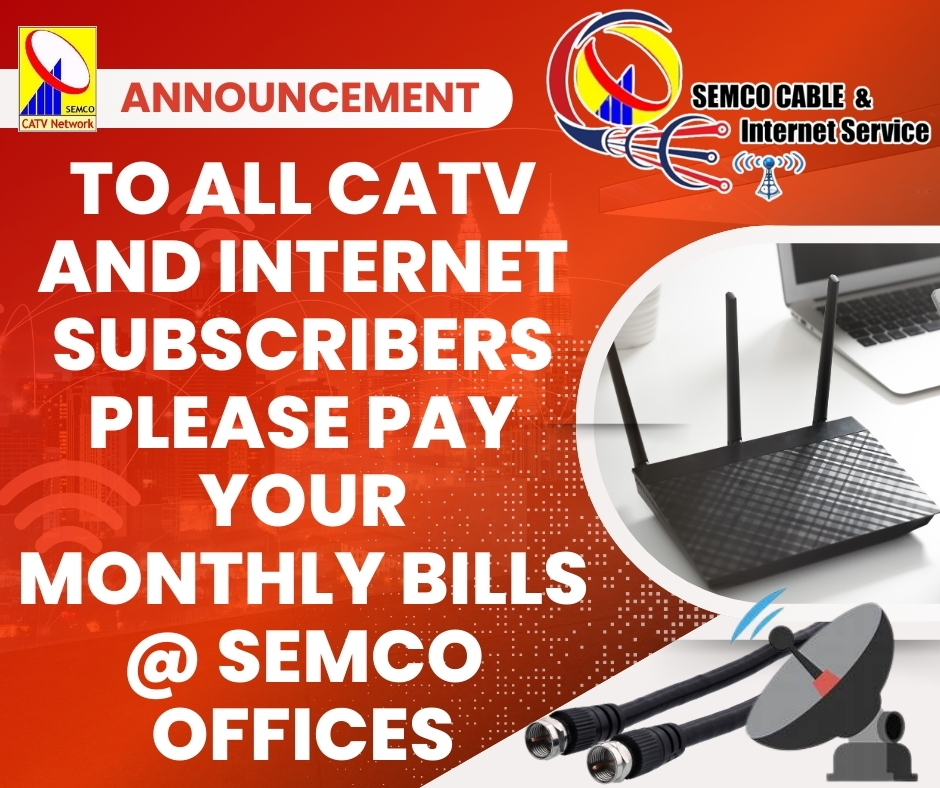 SEMCO
CATV Network
ANNOUNCEMENT
SEMCO CABLE &
Internet Service
TO ALL CATV
AND INTERNET
SUBSCRIBERS
PLEASE PAY
YOUR
MONTHLY BILLS
@ SEMCO
OFFICES